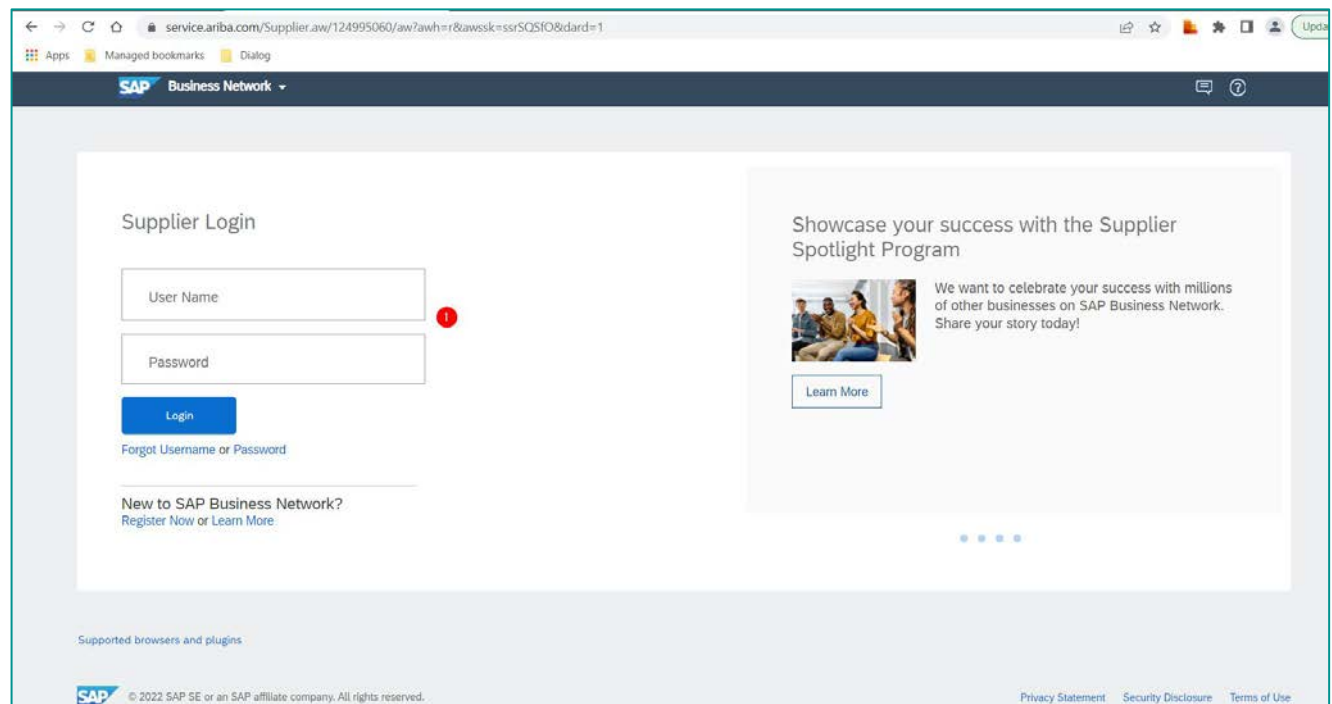 service.ariba.com/Supplier.aw/124995060/aw?awh=r&awssk=ssrSQSfO&dard=1
Upda
Apps Managed bookmarks Dialog
SAP Business Network
Supplier Login
User Name
1
Password
Login
Forgot Username or Password
New to SAP Business Network?
Register Now or Learn More
Showcase your success with the Supplier
Spotlight Program
We want to celebrate your success with millions
of other businesses on SAP Business Network.
Share your story today!
Learn More
Supported browsers and plugins
SAP © 2022 SAP SE or an SAP affiliate company. All rights reserved.
Privacy Statement Security Disclosure Terms of Use